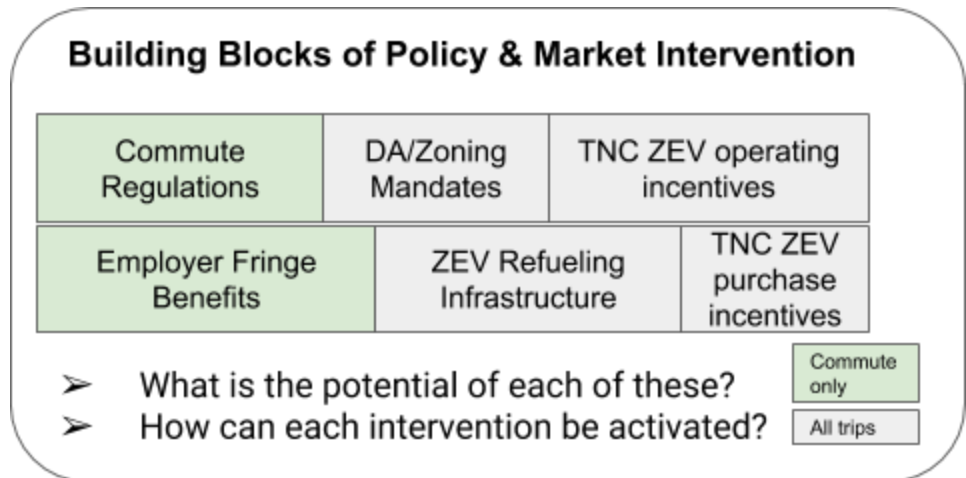 Building Blocks of Policy & Market Intervention
Commute
Regulations
DA/Zoning
Mandates
TNC ZEV operating
incentives
Employer Fringe
Benefits
ZEV Refueling
Infrastructure
TNC ZEV
purchase
incentives
➢ What is the potential of each of these?
➢ How can each intervention be activated?
Commute
only
All trips